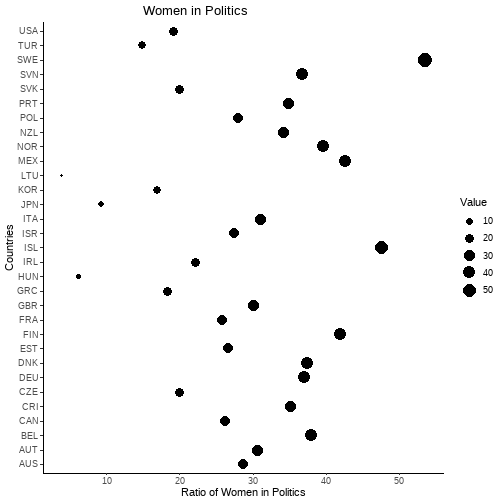 Women in Politics
USA
TUR
SWE
SVN
SVK
PRT
POL
NZL
NOR
MEX
LTU
KOR
JPN
ITA
ISR
ISL
IRL
HUN
GRC
GBR
FRA
FIN
EST
DNK
DEU
CZE
CRI
CAN
BEL
AUT
AUS
Countries
10 20 30 40 50
Ratio of Women in Politics
Value
10
20
30
40
50